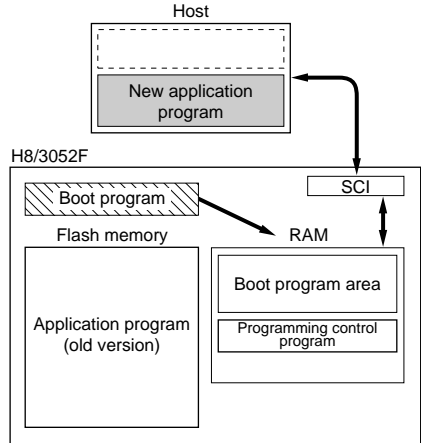 Host
New application
program
H8/3052F
SCI
Boot program
Flash memory
RAM
Boot program area
Application program
(old version)
Programming control
program